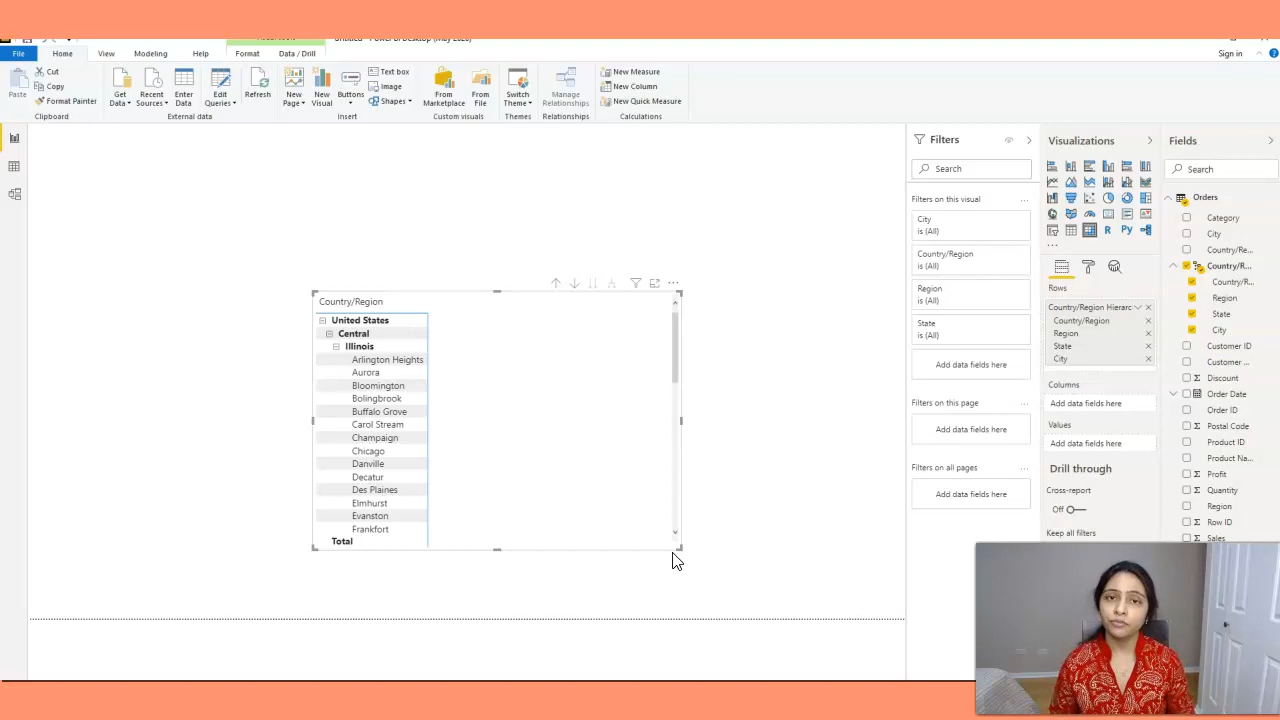 Untitled - Power BI Desktop (May 2020)
File Home View Modeling Help Format Data / Drill Sign in
Cut
Copy
Format Painter
Paste
Clipboard
Get Data
Recent Sources
Enter Data
Edit Queries
Refresh
External data
New Page
New Visual
Buttons
Text box
Image
Shapes
Insert
From Marketplace
From File
Custom visuals
Switch Theme
Themes
Manage Relationships
Relationships
New Measure
New Column
New Quick Measure
Calculations
Country/Region
United States
Central
Illinois
Arlington Heights
Aurora
Bloomington
Bolingbrook
Buffalo Grove
Carol Stream
Champaign
Chicago
Danville
Decatur
Des Plaines
Elmhurst
Evanston
Frankfort
Total
Filters
Search
Filters on this visual ...
City
is (All)
Country/Region
is (All)
Region
is (All)
State
is (All)
Add data fields here
Filters on this page ...
Add data fields here
Filters on all pages ...
Add data fields here
Visualizations
R Py
...
Rows
Country/Region Hierarc
Country/Region
Region
State
City
Columns
Add data fields here
Values
Add data fields here
Drill through
Cross-report
Off
Keep all filters
Fields
Search
Orders
Category
City
Country/Re...
Country/R...
Country/R...
Region
State
City
Customer ID
Customer ...
Σ Discount
Order Date
Order ID
Postal Code
Product ID
Product Na...
Σ Profit
Σ Quantity
Region
Σ Row ID
Σ Sales